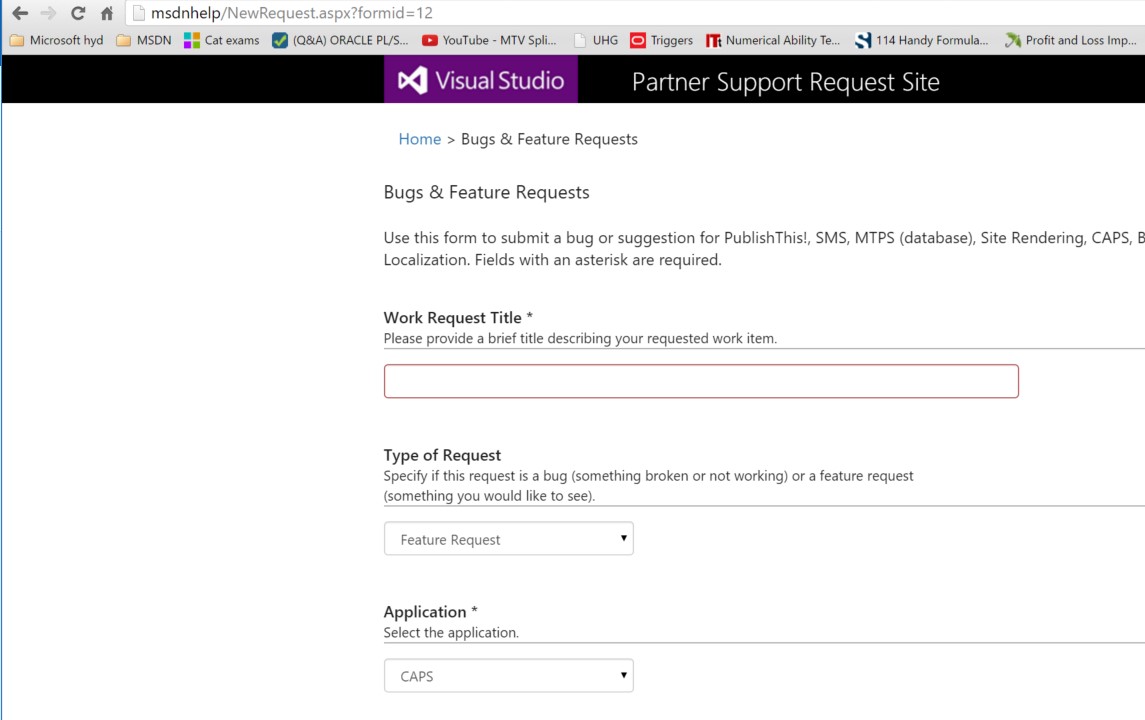 msdnhelp/NewRequest.aspx?formid=12
Microsoft hyd MSDN Cat exams (Q&A) ORACLE PL/S... YouTube - MTV Spli... UHG Triggers Numerical Ability Te... 114 Handy Formula... Profit and Loss Imp...
Visual Studio Partner Support Request Site
Home > Bugs & Feature Requests
Bugs & Feature Requests
Use this form to submit a bug or suggestion for PublishThis!, SMS, MTPS (database), Site Rendering, CAPS, B
Localization. Fields with an asterisk are required.
Work Request Title *
Please provide a brief title describing your requested work item.
Type of Request
Specify if this request is a bug (something broken or not working) or a feature request
(something you would like to see).
Feature Request
Application *
Select the application.
CAPS